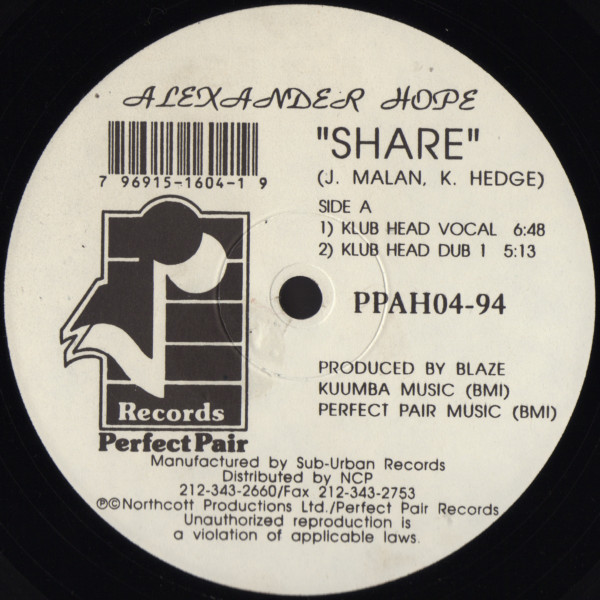 ALEXANDER HOPE
7 96915-1604-1 9
"SHARE"
(J. MALAN, K. HEDGE)
SIDE A
1) KLUB HEAD VOCAL 6:48
2) KLUB HEAD DUB 1 5:13
PPAH04-94
PRODUCED BY BLAZE
KUUMBA MUSIC (BMI)
PERFECT PAIR MUSIC (BMI)
Records
Perfect Pair
Manufactured by Sub-Urban Records
Distributed by NCP
212-343-2660/Fax 212-343-2753
℗©Northcott Productions Ltd./Perfect Pair Records
Unauthorized reproduction is
a violation of applicable laws.